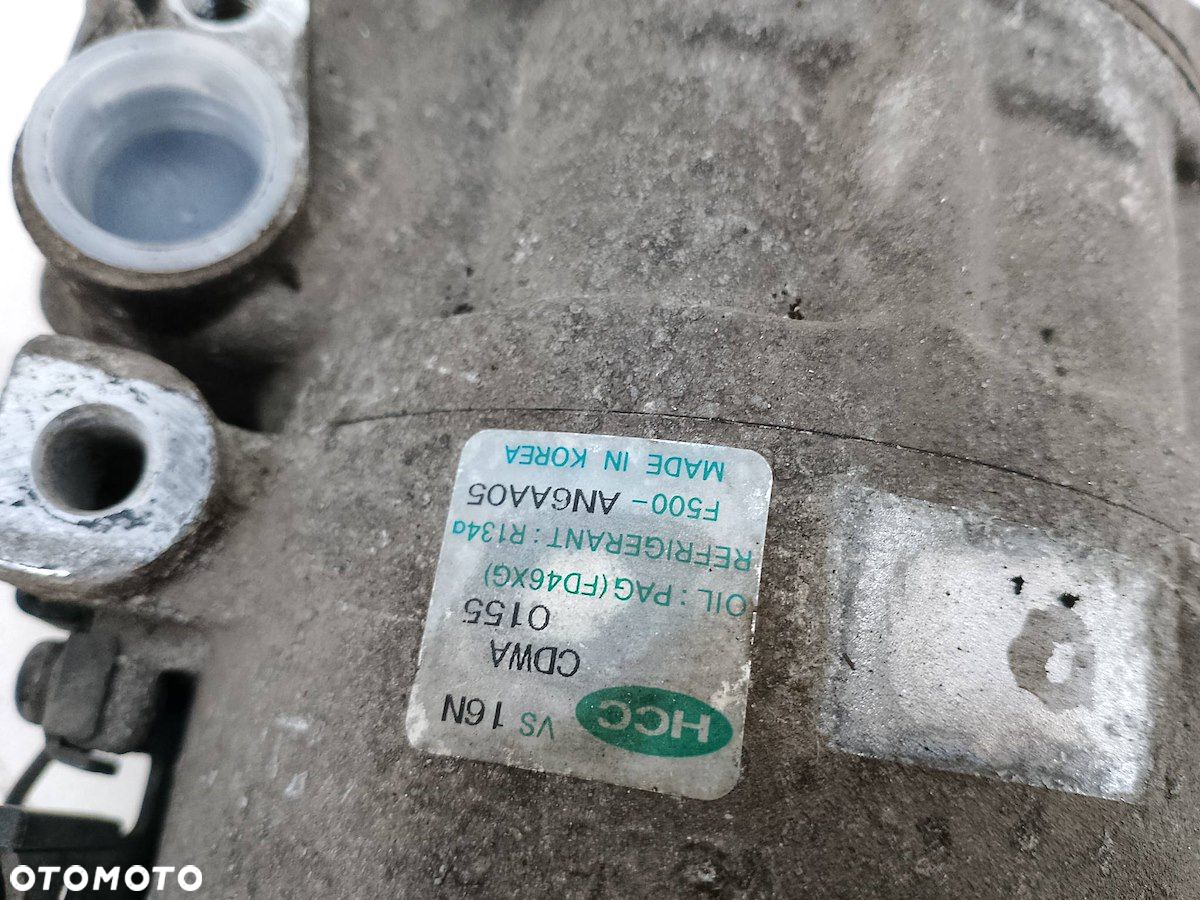 HCC VS 16N
CDWA
0155
OIL : PAG(FD46XG)
REFRIGERANT : R134a
F500- AN6AA05
MADE IN KOREA
OTOMOTO